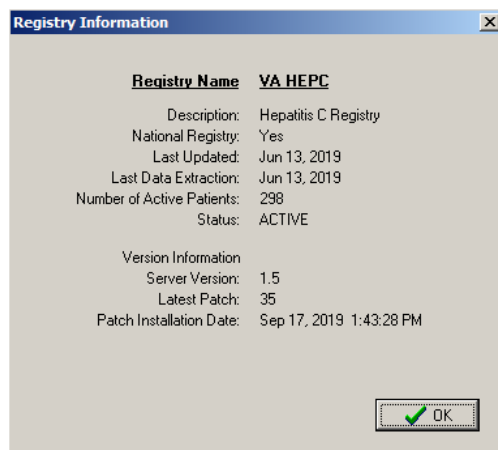 Registry Information
Registry Name VA HEPC
Description: Hepatitis C Registry
National Registry: Yes
Last Updated: Jun 13, 2019
Last Data Extraction: Jun 13, 2019
Number of Active Patients: 298
Status: ACTIVE
Version Information
Server Version: 1.5
Latest Patch: 35
Patch Installation Date: Sep 17, 2019 1:43:28 PM
OK